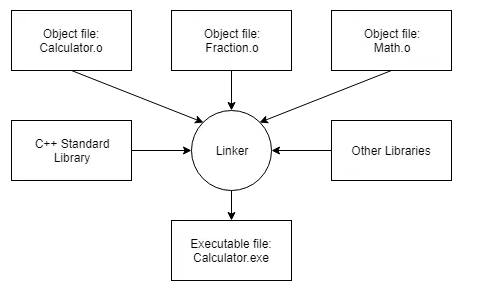 Object file:
Calculator.o
Object file:
Fraction.o
Object file:
Math.o
C++ Standard
Library
Linker
Other Libraries
Executable file:
Calculator.exe